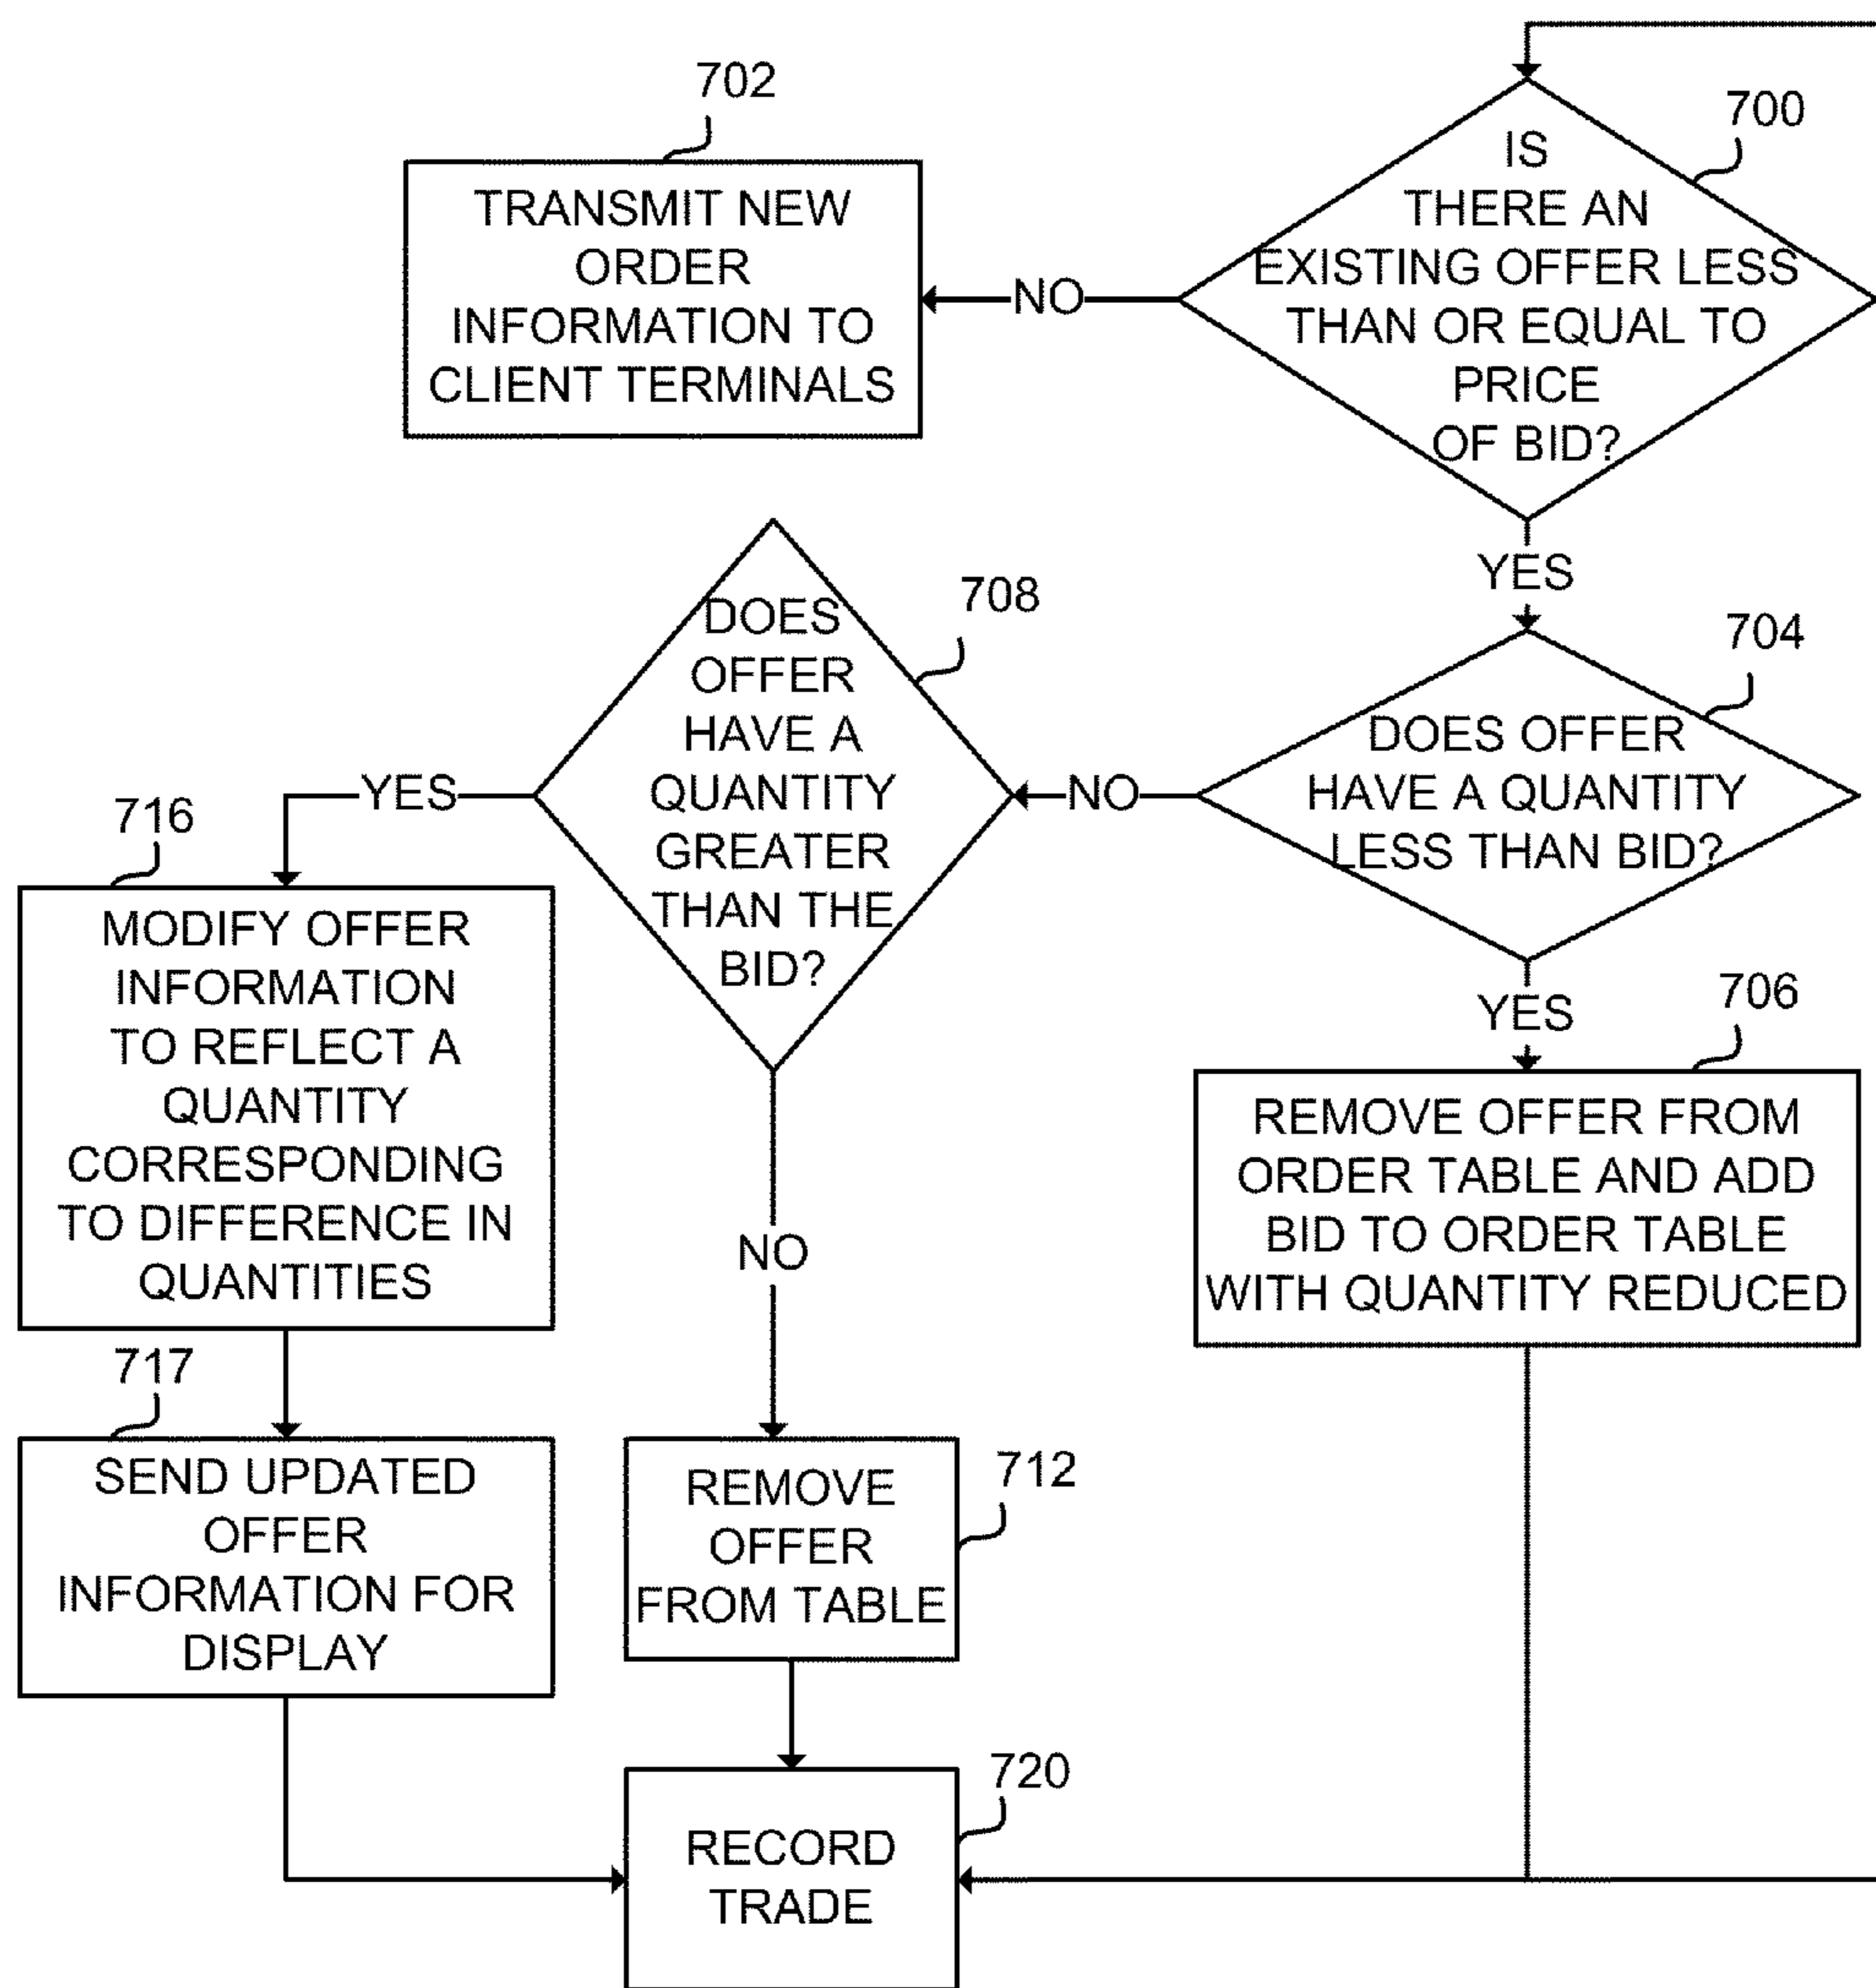 702
TRANSMIT NEW
ORDER
INFORMATION TO
CLIENT TERMINALS
NO
700
IS
THERE AN
EXISTING OFFER LESS
THAN OR EQUAL TO
PRICE
OF BID?
YES
704
DOES OFFER
HAVE A QUANTITY
LESS THAN BID?
NO
708
DOES
OFFER
HAVE A
QUANTITY
GREATER
THAN THE
BID?
YES
716
MODIFY OFFER
INFORMATION
TO REFLECT A
QUANTITY
CORRESPONDING
TO DIFFERENCE IN
QUANTITIES
YES
706
REMOVE OFFER FROM
ORDER TABLE AND ADD
BID TO ORDER TABLE
WITH QUANTITY REDUCED
NO
717
SEND UPDATED
OFFER
INFORMATION FOR
DISPLAY
712
REMOVE
OFFER
FROM TABLE
720
RECORD
TRADE